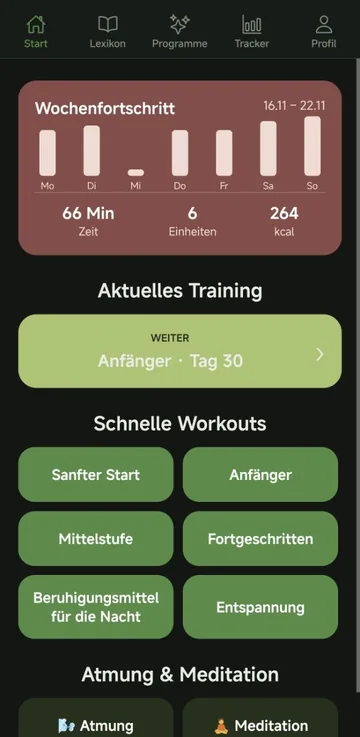 Start
Lexikon
Programme
Tracker
Profil
Wochenfortschritt
16.11 – 22.11
Mo Di Mi Do Fr Sa So
66 Min 6 264
Zeit Einheiten kcal
Aktuelles Training
WEITER
Anfänger · Tag 30
Schnelle Workouts
Sanfter Start
Anfänger
Mittelstufe
Fortgeschritten
Beruhigungsmittel
für die Nacht
Entspannung
Atmung & Meditation
Atmung
Meditation